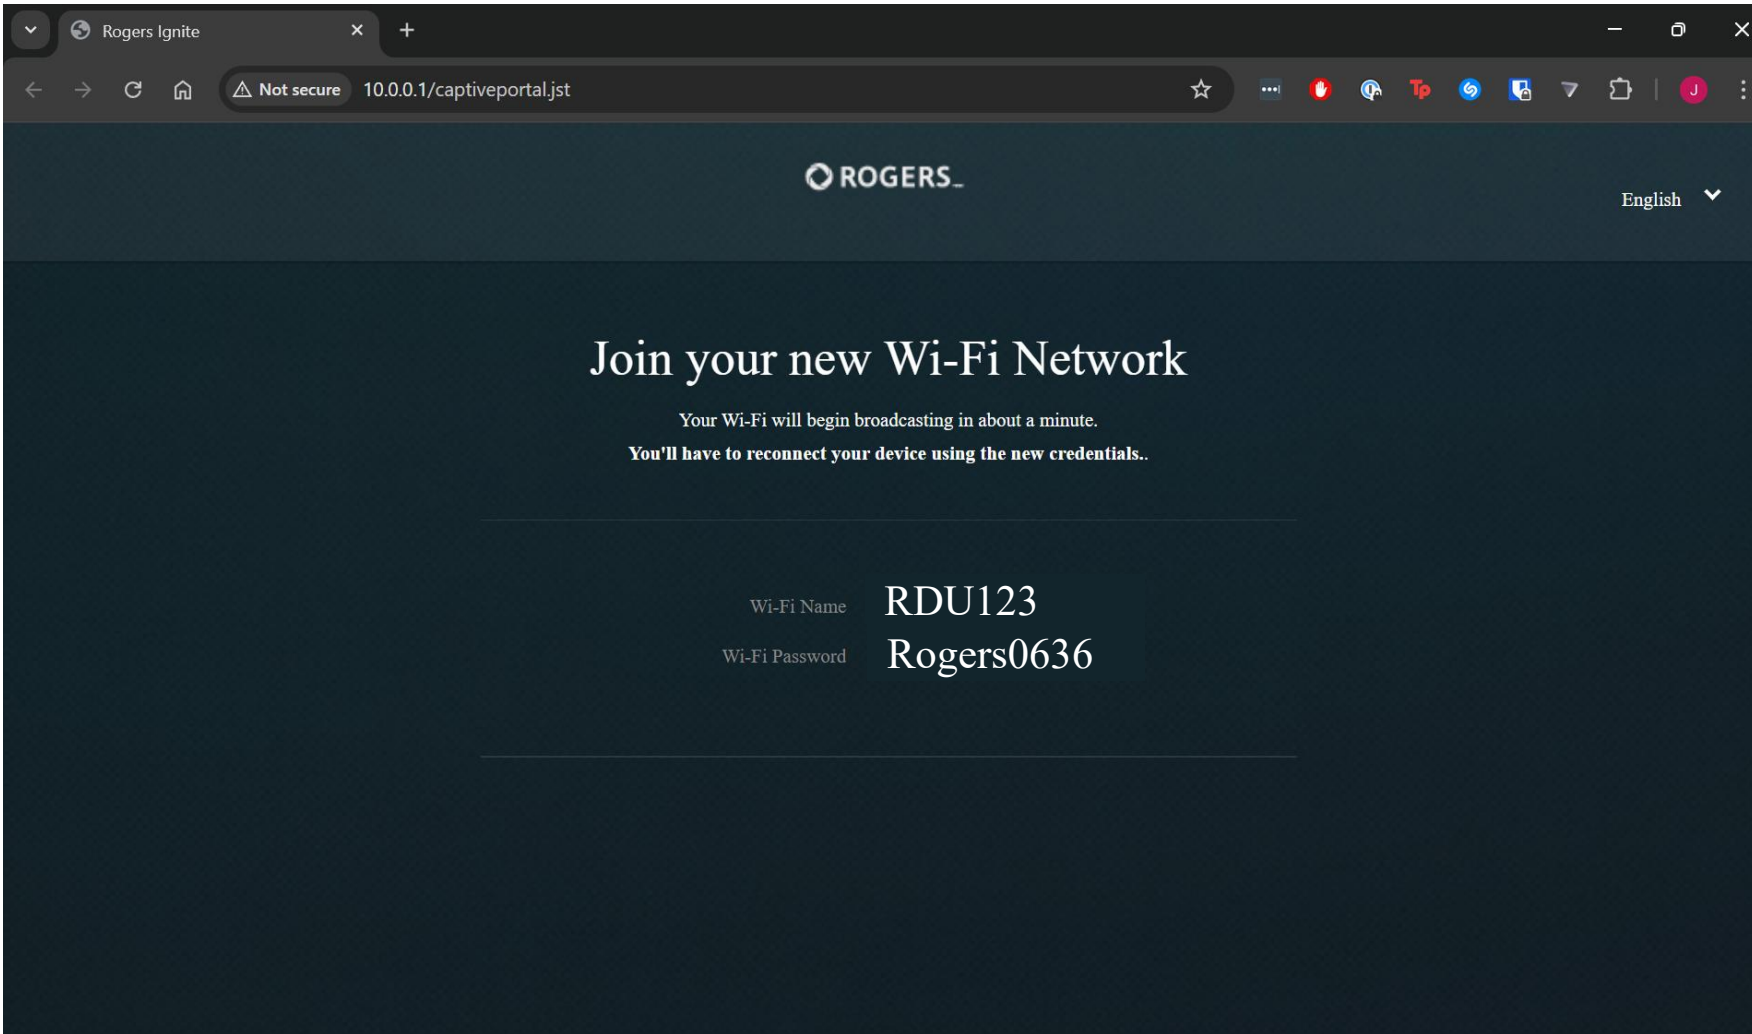 Rogers Ignite
Not secure 10.0.0.1/captiveportal.jst
Tp
J
ROGERS
English
Join your new Wi-Fi Network
Your Wi-Fi will begin broadcasting in about a minute.
You'll have to reconnect your device using the new credentials..
Wi-Fi Name RDU123
Wi-Fi Password Rogers0636